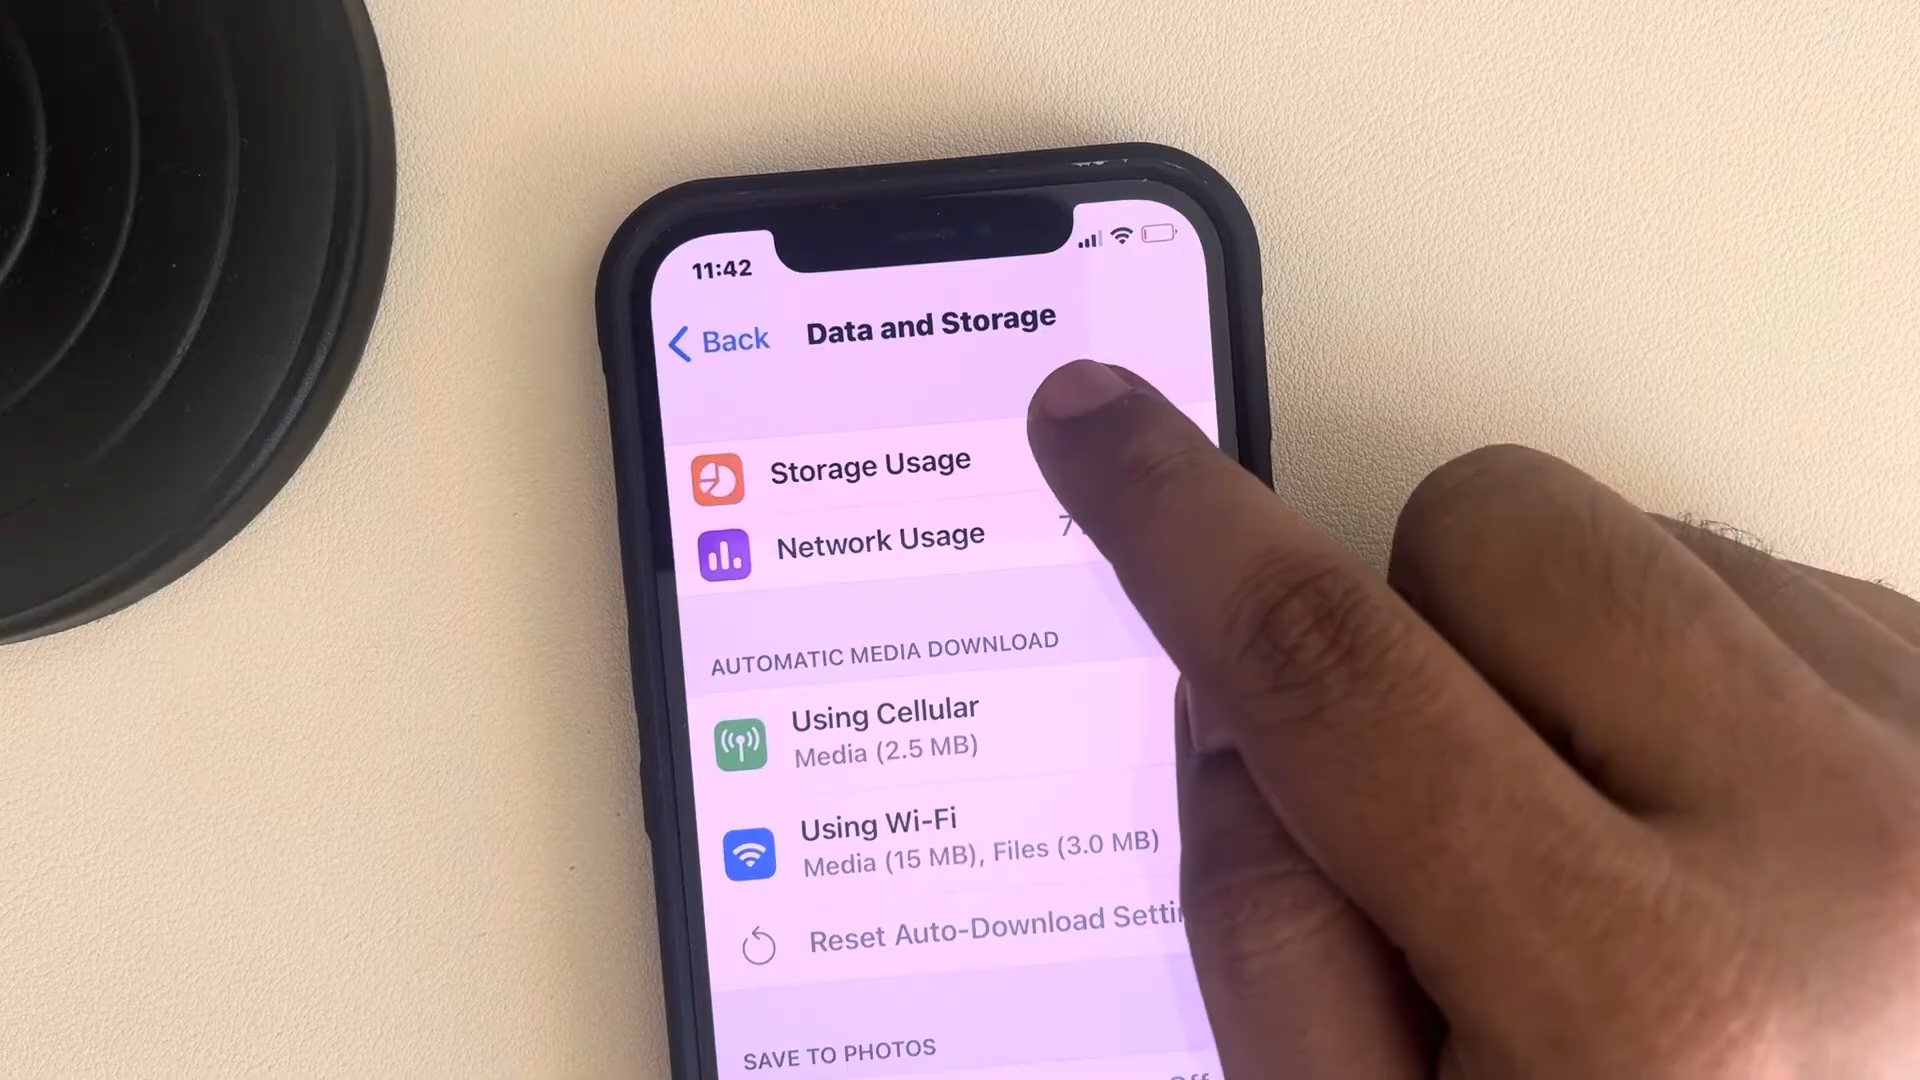 11:42
Back
Data and Storage
Storage Usage
Network Usage
AUTOMATIC MEDIA DOWNLOAD
Using Cellular
Media (2.5 MB)
Using Wi-Fi
Media (15 MB), Files (3.0 MB)
Reset Auto-Download
SAVE TO PHOTOS